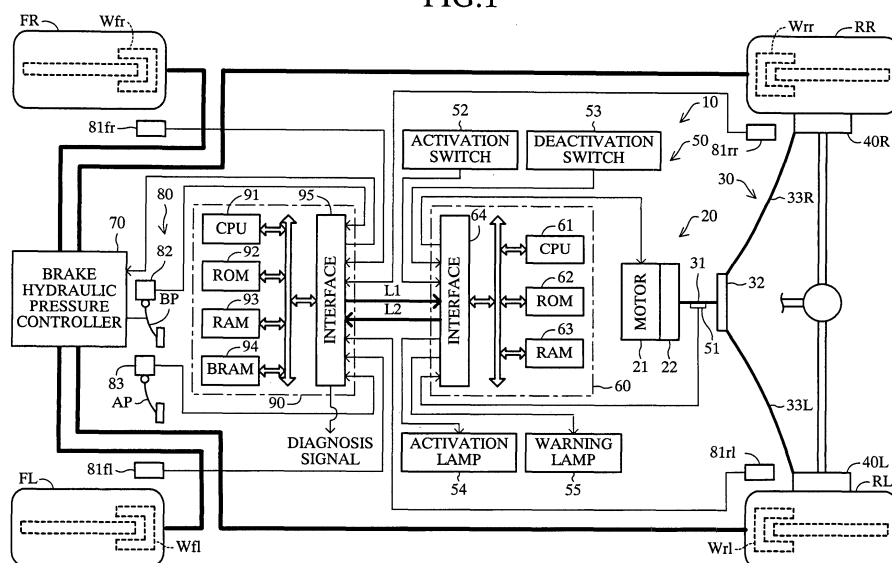 FIG.1
FR
Wfr
Wrr
RR
81fr
52
53
10
50
ACTIVATION
SWITCH
DEACTIVATION
SWITCH
81rr
40R
30
33R
80
91
95
64
61
20
70
82
CPU
92
ROM
93
RAM
94
BRAM
INTERFACE
L1
L2
INTERFACE
CPU
62
ROM
63
RAM
MOTOR
31
32
51
21
22
BRAKE
HYDRAULIC
PRESSURE
CONTROLLER
BP
83
AP
90
60
DIAGNOSIS
SIGNAL
ACTIVATION
LAMP
WARNING
LAMP
54
55
33L
81fl
81rl
40L
FL
RL
Wfl
Wrl